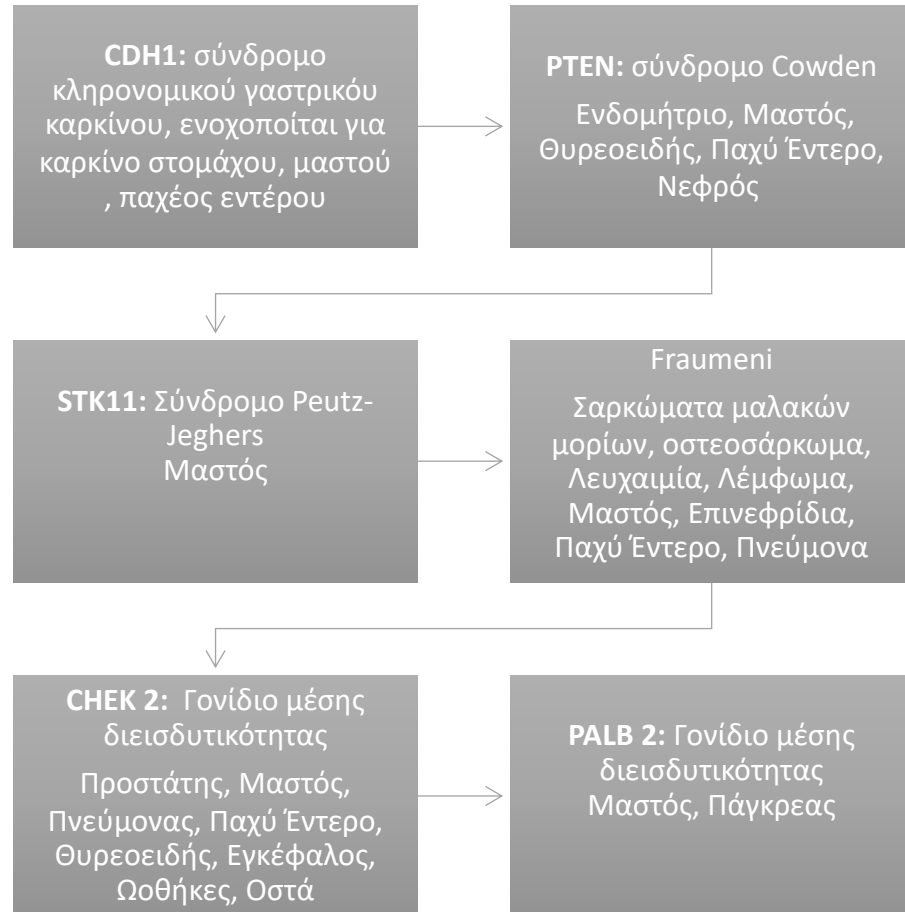 CDH1: σύνδρομο
κληρονομικού γαστρικόυ
καρκίνου, ενοχοποίται για
καρκίνο στομάχου, μαστού
, παχέος εντέρου
PTEN: σύνδρομο Cowden
Ενδομήτριο, Μαστός,
Θυρεοειδής, Παχύ Έντερο,
Νεφρός
STK11: Σύνδρομο Peutz-
Jeghers
Μαστός
Fraumeni
Σαρκώματα μαλακών
μορίων, οστεοσάρκωμα,
Λευχαιμία, Λέμφωμα,
Μαστός, Επινεφρίδια,
Παχύ Έντερο, Πνεύμονα
CHEK 2: Γονίδιο μέσης
διεισδυτικότητας
Προστάτης, Μαστός,
Πνεύμονας, Παχύ Έντερο,
Θυρεοειδής, Εγκέφαλος,
Ωοθήκες, Οστά
PALB 2: Γονίδιο μέσης
διεισδυτικότητας
Μαστός, Πάγκρεας